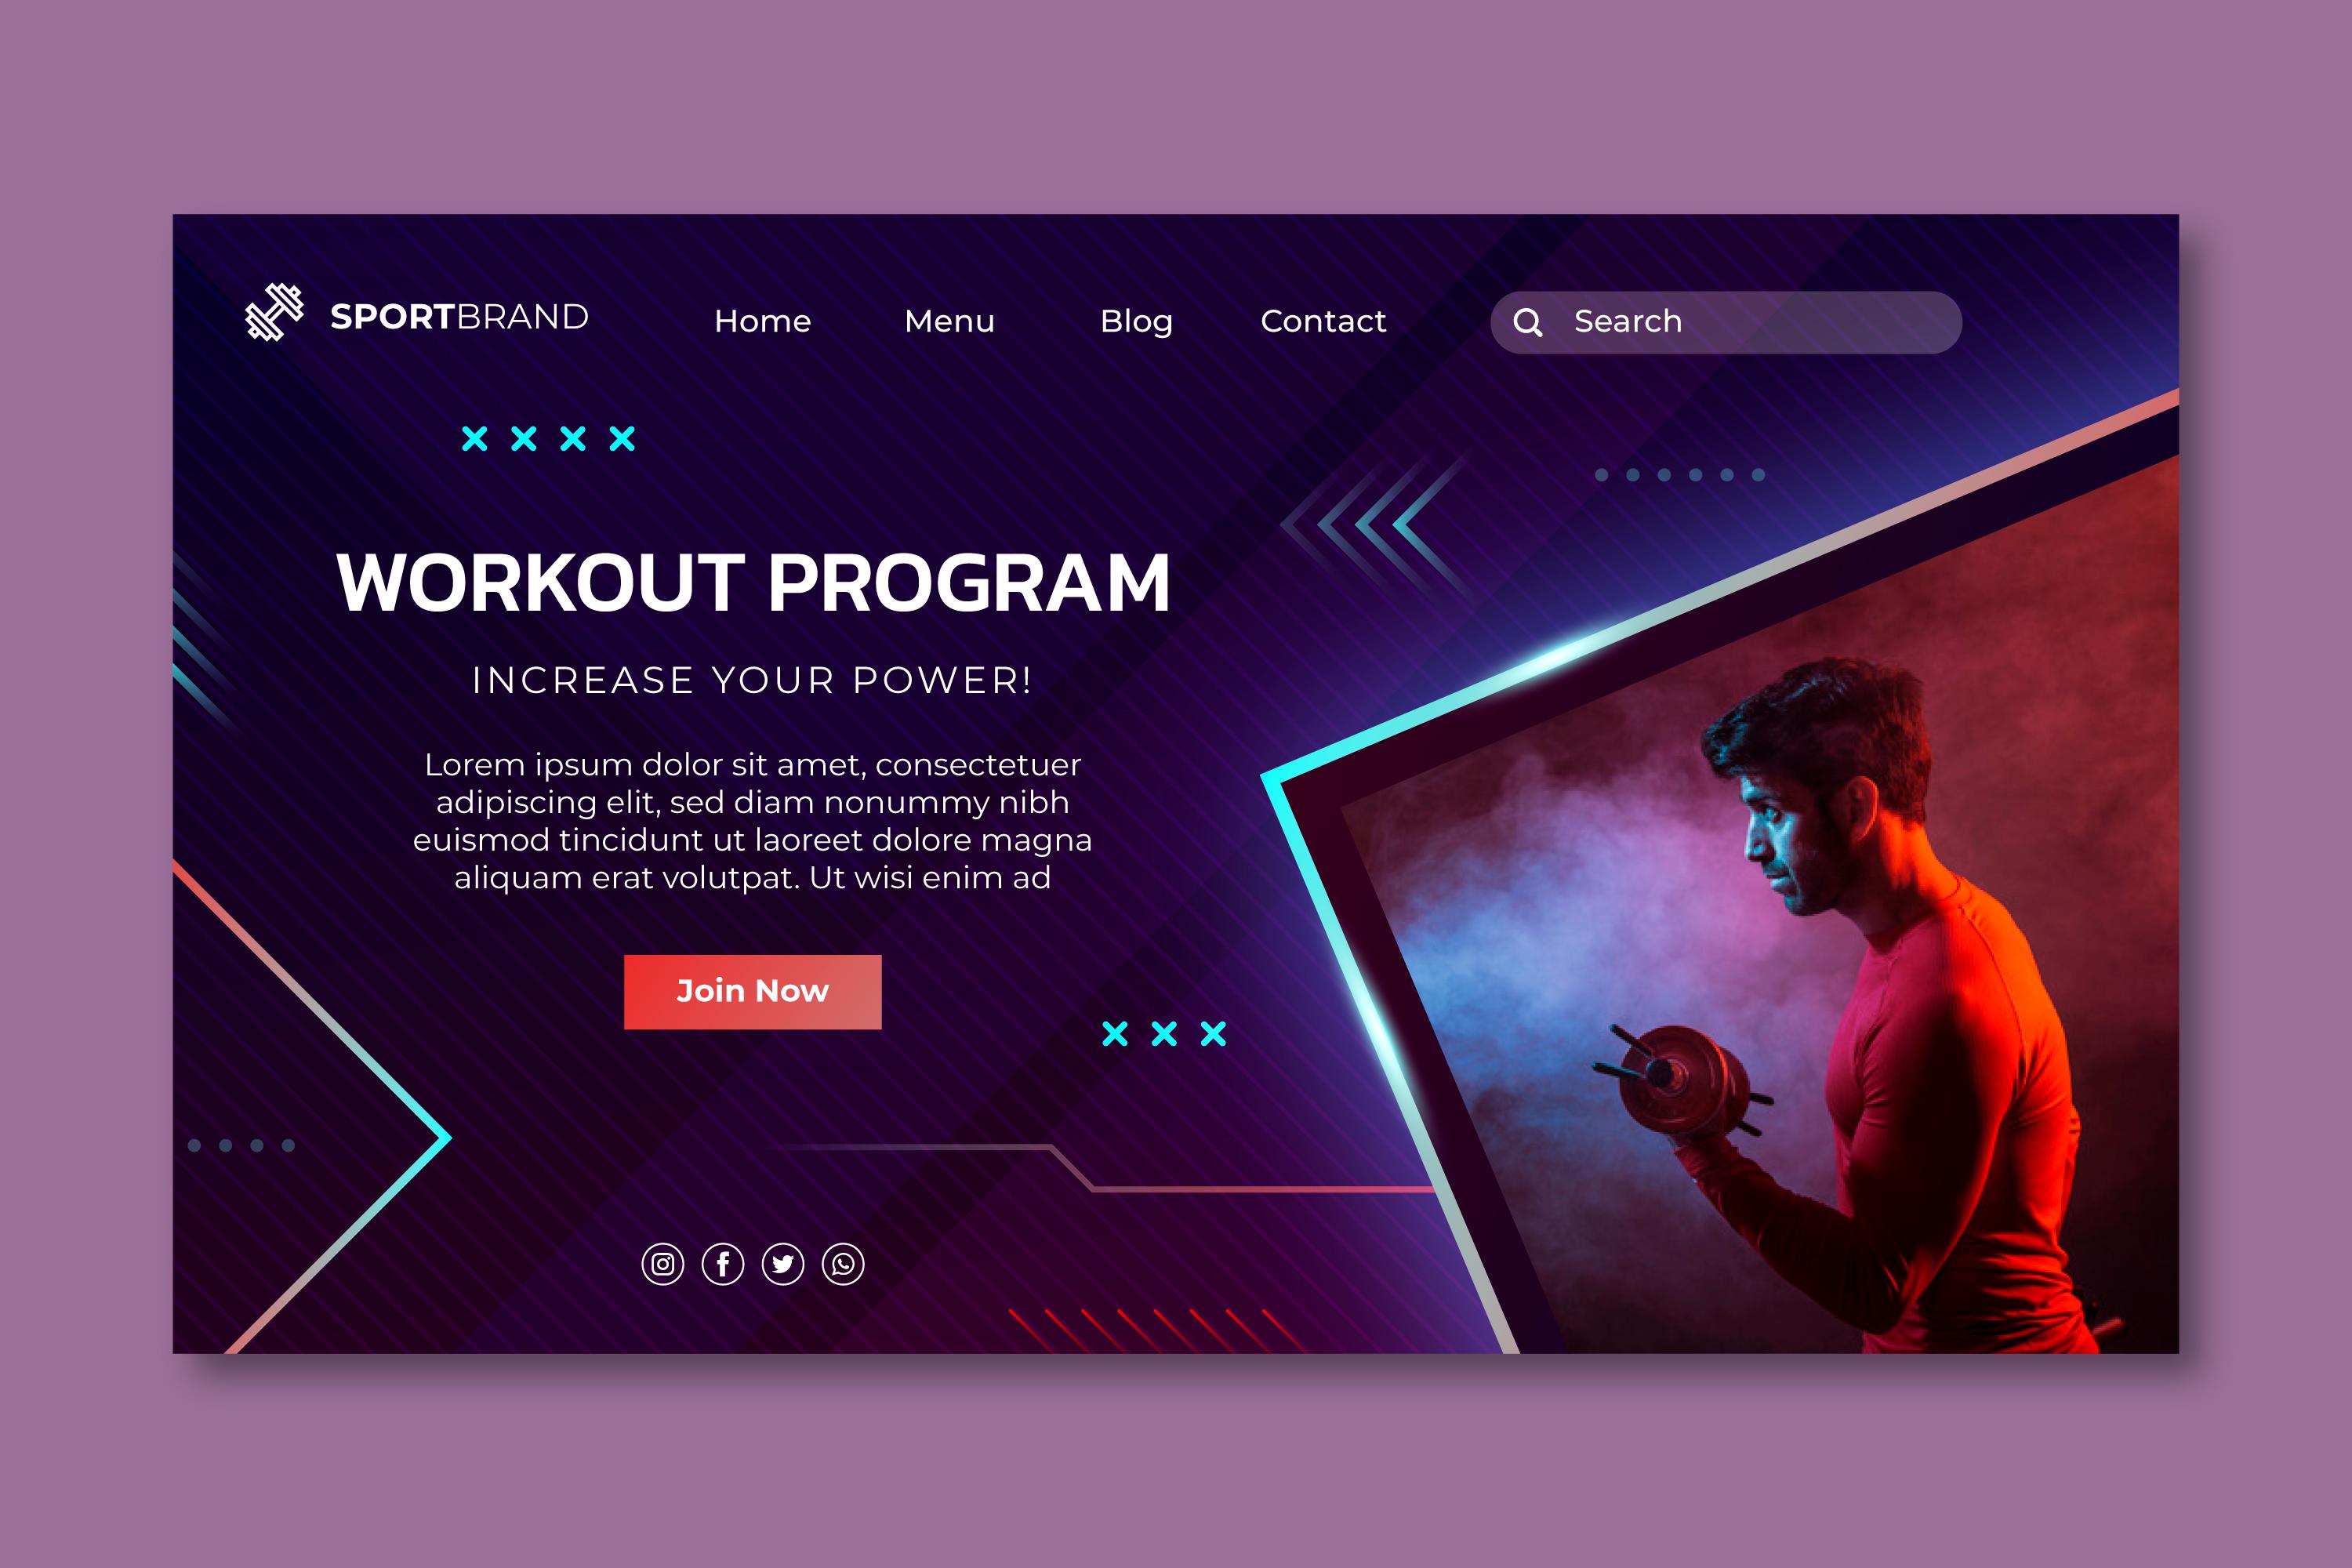 SPORTBRAND
Home Menu Blog Contact Search
WORKOUT PROGRAM
INCREASE YOUR POWER!
Lorem ipsum dolor sit amet, consectetuer
adipiscing elit, sed diam nonummy nibh
euismod tincidunt ut laoreet dolore magna
aliquam erat volutpat. Ut wisi enim ad
Join Now